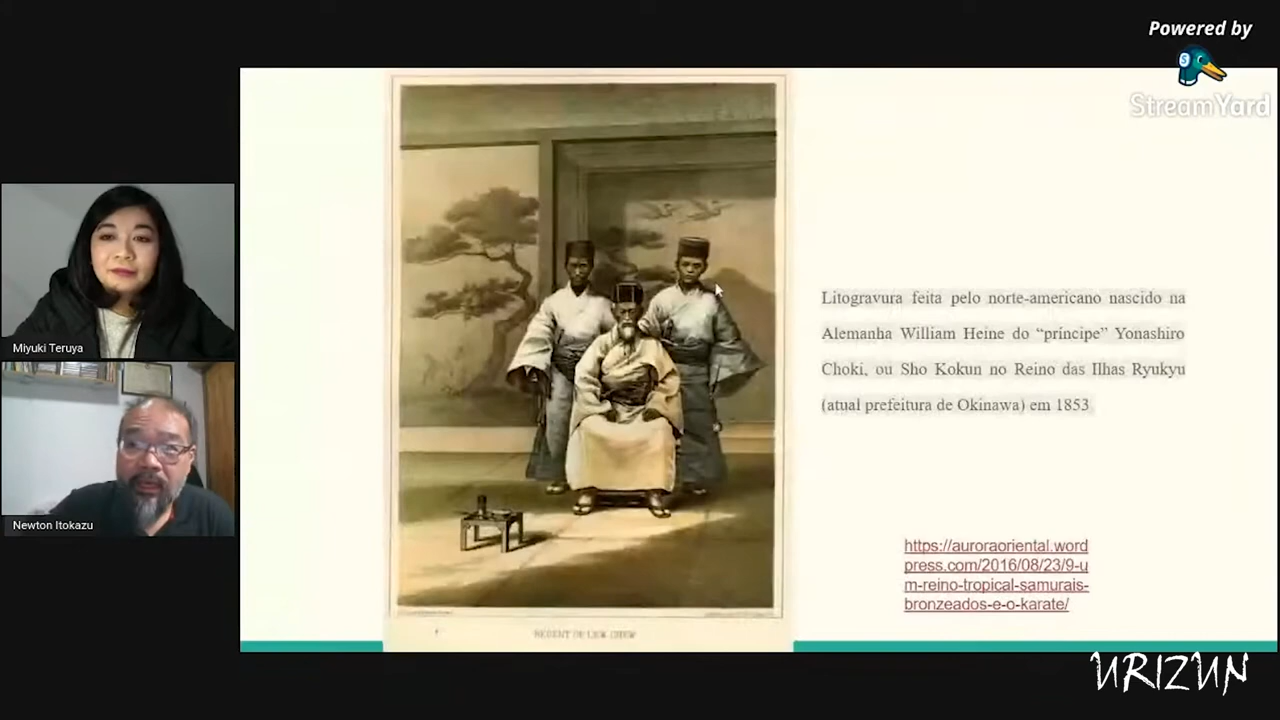 Powered by
StreamYard
Miyuki Teruya
Newton Itokazu
Litogravura feita pelo norte-americano nascido na
Alemanha William Heine do “príncipe” Yonashiro
Choki, ou Sho Kokun no Reino das Ilhas Ryukyu
(atual prefeitura de Okinawa) em 1853
https://auroraoriental.word
press.com/2016/08/23/9-u
m-reino-tropical-samurais-
bronzeados-e-o-karate/
REGENT OF LEW CHEW
URIZUN